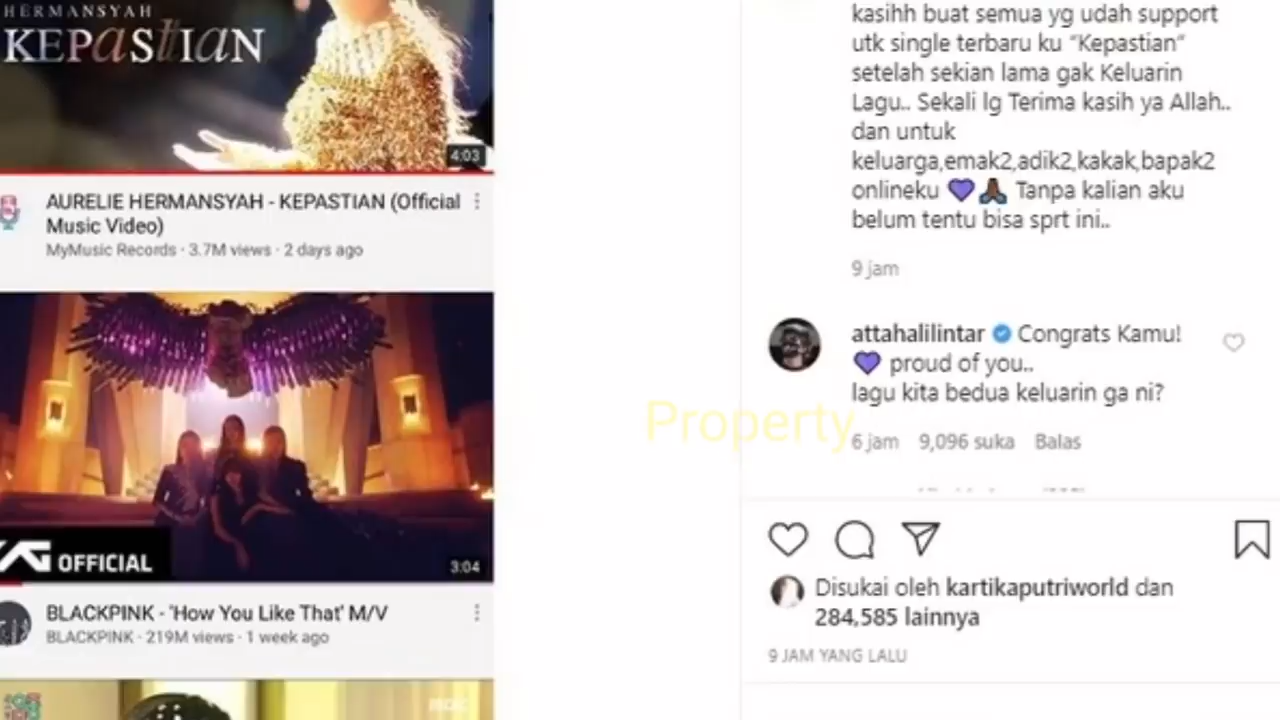 HERMANSYAH
KEPASTIAN
4:03
AURELIE HERMANSYAH - KEPASTIAN (Official
Music Video)
MyMusic Records · 3.7M views · 2 days ago
YG OFFICIAL
3:04
BLACKPINK - 'How You Like That' M/V
BLACKPINK · 219M views · 1 week ago
kasihh buat semua yg udah support
utk single terbaru ku “Kepastian”
setelah sekian lama gak Keluarin
Lagu.. Sekali lg Terima kasih ya Allah..
dan untuk
keluarga,emak2,adik2,kakak,bapak2
onlineku 💜🙏🏾 Tanpa kalian aku
belum tentu bisa sprt ini..
9 jam
attahalilintar Congrats Kamu!
💜 proud of you..
lagu kita bedua keluarin ga ni?
Property
6 jam 9,096 suka Balas
Disukai oleh kartikaputriworld dan
284,585 lainnya
9 JAM YANG LALU